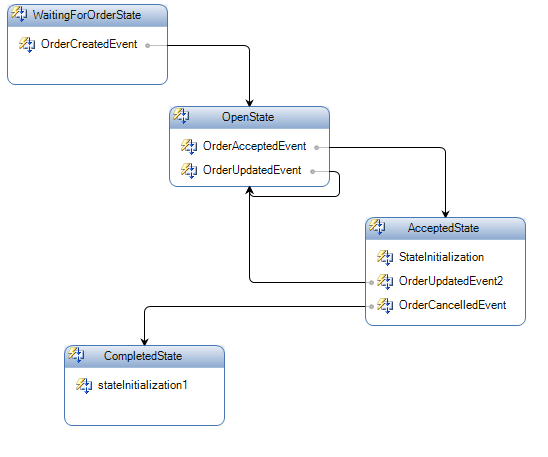 WaitingForOrderState
OrderCreatedEvent
OpenState
OrderAcceptedEvent
OrderUpdatedEvent
AcceptedState
StateInitialization
OrderUpdatedEvent2
OrderCancelledEvent
CompletedState
stateInitialization1